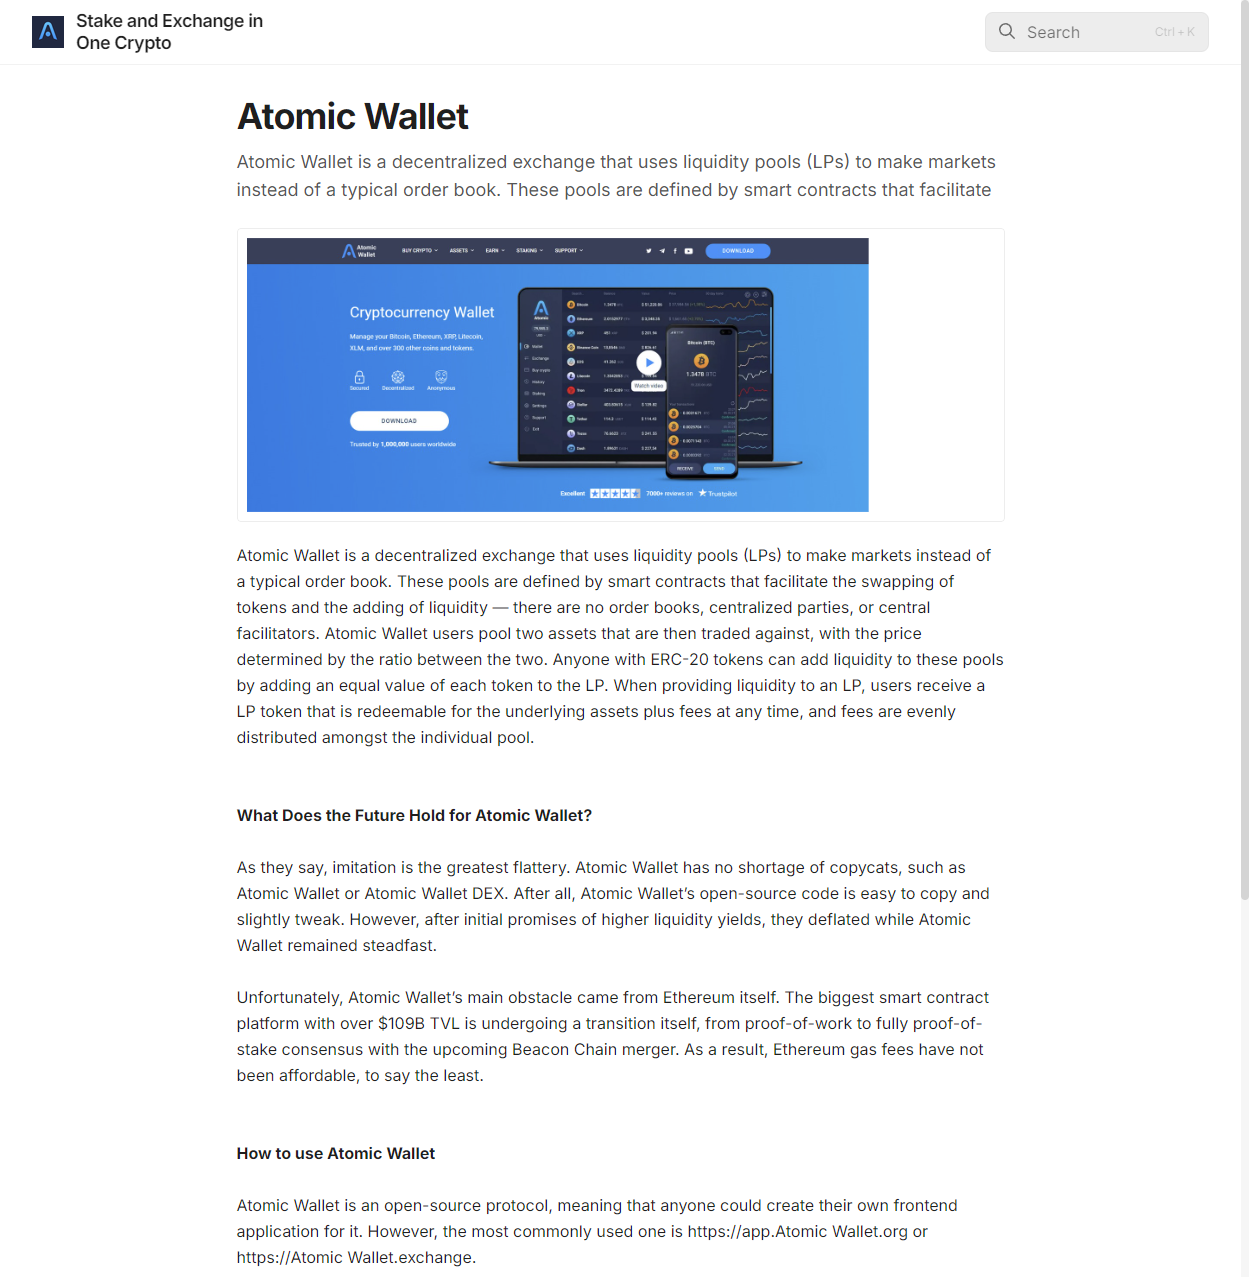 Stake and Exchange in
One Crypto
Search
Ctrl + K
Atomic Wallet
Atomic Wallet is a decentralized exchange that uses liquidity pools (LPs) to make markets
instead of a typical order book. These pools are defined by smart contracts that facilitate
Atomic
Wallet
BUY CRYPTO
ASSETS
EARN
STAKING
SUPPORT
DOWNLOAD
Cryptocurrency Wallet
Manage your Bitcoin, Ethereum, XRP, Litecoin,
XLM, and over 300 other coins and tokens.
Secured
Decentralized
Anonymous
DOWNLOAD
Trusted by 1,000,000 users worldwide
Watch video
Bitcoin (BTC)
1.3478 BTC
RECEIVE
SEND
Excellent
7000+ reviews on
Trustpilot
Atomic Wallet is a decentralized exchange that uses liquidity pools (LPs) to make markets instead of
a typical order book. These pools are defined by smart contracts that facilitate the swapping of
tokens and the adding of liquidity — there are no order books, centralized parties, or central
facilitators. Atomic Wallet users pool two assets that are then traded against, with the price
determined by the ratio between the two. Anyone with ERC-20 tokens can add liquidity to these pools
by adding an equal value of each token to the LP. When providing liquidity to an LP, users receive a
LP token that is redeemable for the underlying assets plus fees at any time, and fees are evenly
distributed amongst the individual pool.
What Does the Future Hold for Atomic Wallet?
As they say, imitation is the greatest flattery. Atomic Wallet has no shortage of copycats, such as
Atomic Wallet or Atomic Wallet DEX. After all, Atomic Wallet’s open-source code is easy to copy and
slightly tweak. However, after initial promises of higher liquidity yields, they deflated while Atomic
Wallet remained steadfast.
Unfortunately, Atomic Wallet’s main obstacle came from Ethereum itself. The biggest smart contract
platform with over $109B TVL is undergoing a transition itself, from proof-of-work to fully proof-of-
stake consensus with the upcoming Beacon Chain merger. As a result, Ethereum gas fees have not
been affordable, to say the least.
How to use Atomic Wallet
Atomic Wallet is an open-source protocol, meaning that anyone could create their own frontend
application for it. However, the most commonly used one is https://app.Atomic Wallet.org or
https://Atomic Wallet.exchange.